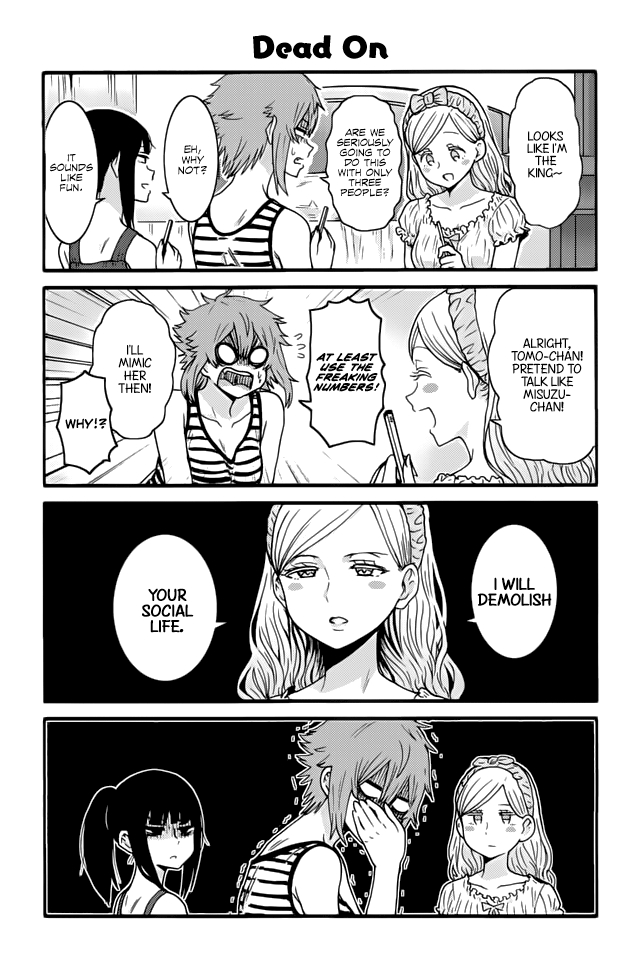 Dead On
LOOKS
LIKE I'M
THE
KING~
ARE WE
SERIOUSLY
GOING TO
DO THIS
WITH ONLY
THREE
PEOPLE?
EH,
WHY
NOT?
IT
SOUNDS
LIKE
FUN.
ALRIGHT,
TOMO-CHAN!
PRETEND TO
TALK LIKE
MISUZU-
CHAN!
AT LEAST
USE THE
FREAKING
NUMBERS!
I'LL
MIMIC
HER
THEN!
WHY!?
I WILL
DEMOLISH
YOUR
SOCIAL
LIFE.